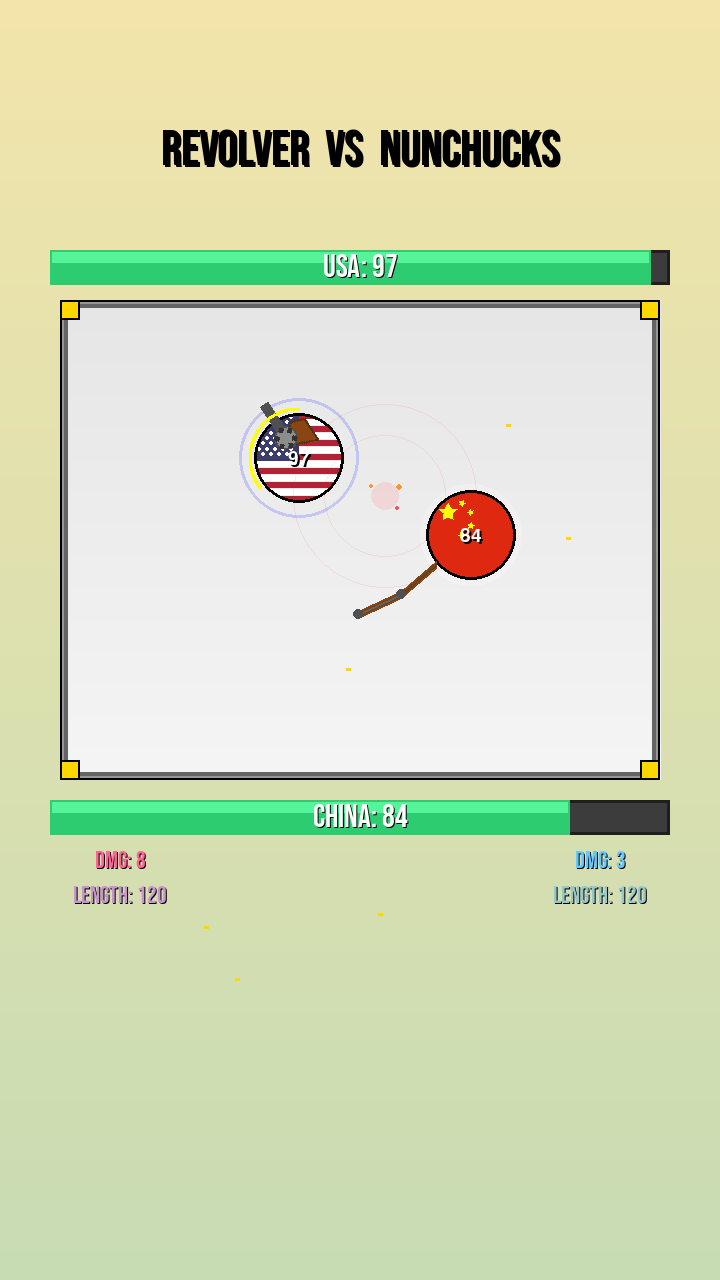 REVOLVER VS NUNCHUCKS
USA: 97
97
84
CHINA: 84
DMG: 8
DMG: 3
LENGTH: 120
LENGTH: 120